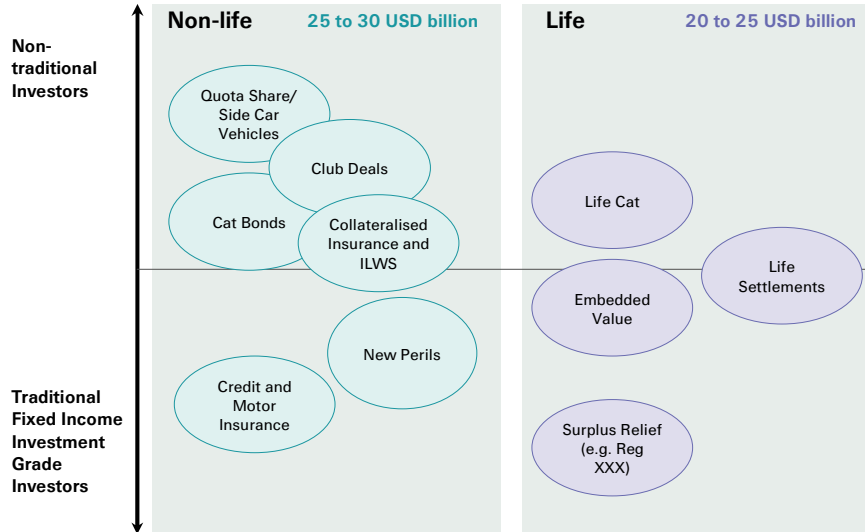 Non-
traditional
Investors
Non-life
25 to 30 USD billion
Quota Share/
Side Car
Vehicles
Club Deals
Cat Bonds
Collateralised
Insurance and
ILWS
New Perils
Credit and
Motor
Insurance
Life
20 to 25 USD billion
Life Cat
Life
Settlements
Embedded
Value
Surplus Relief
(e.g. Reg
XXX)
Traditional
Fixed Income
Investment
Grade
Investors